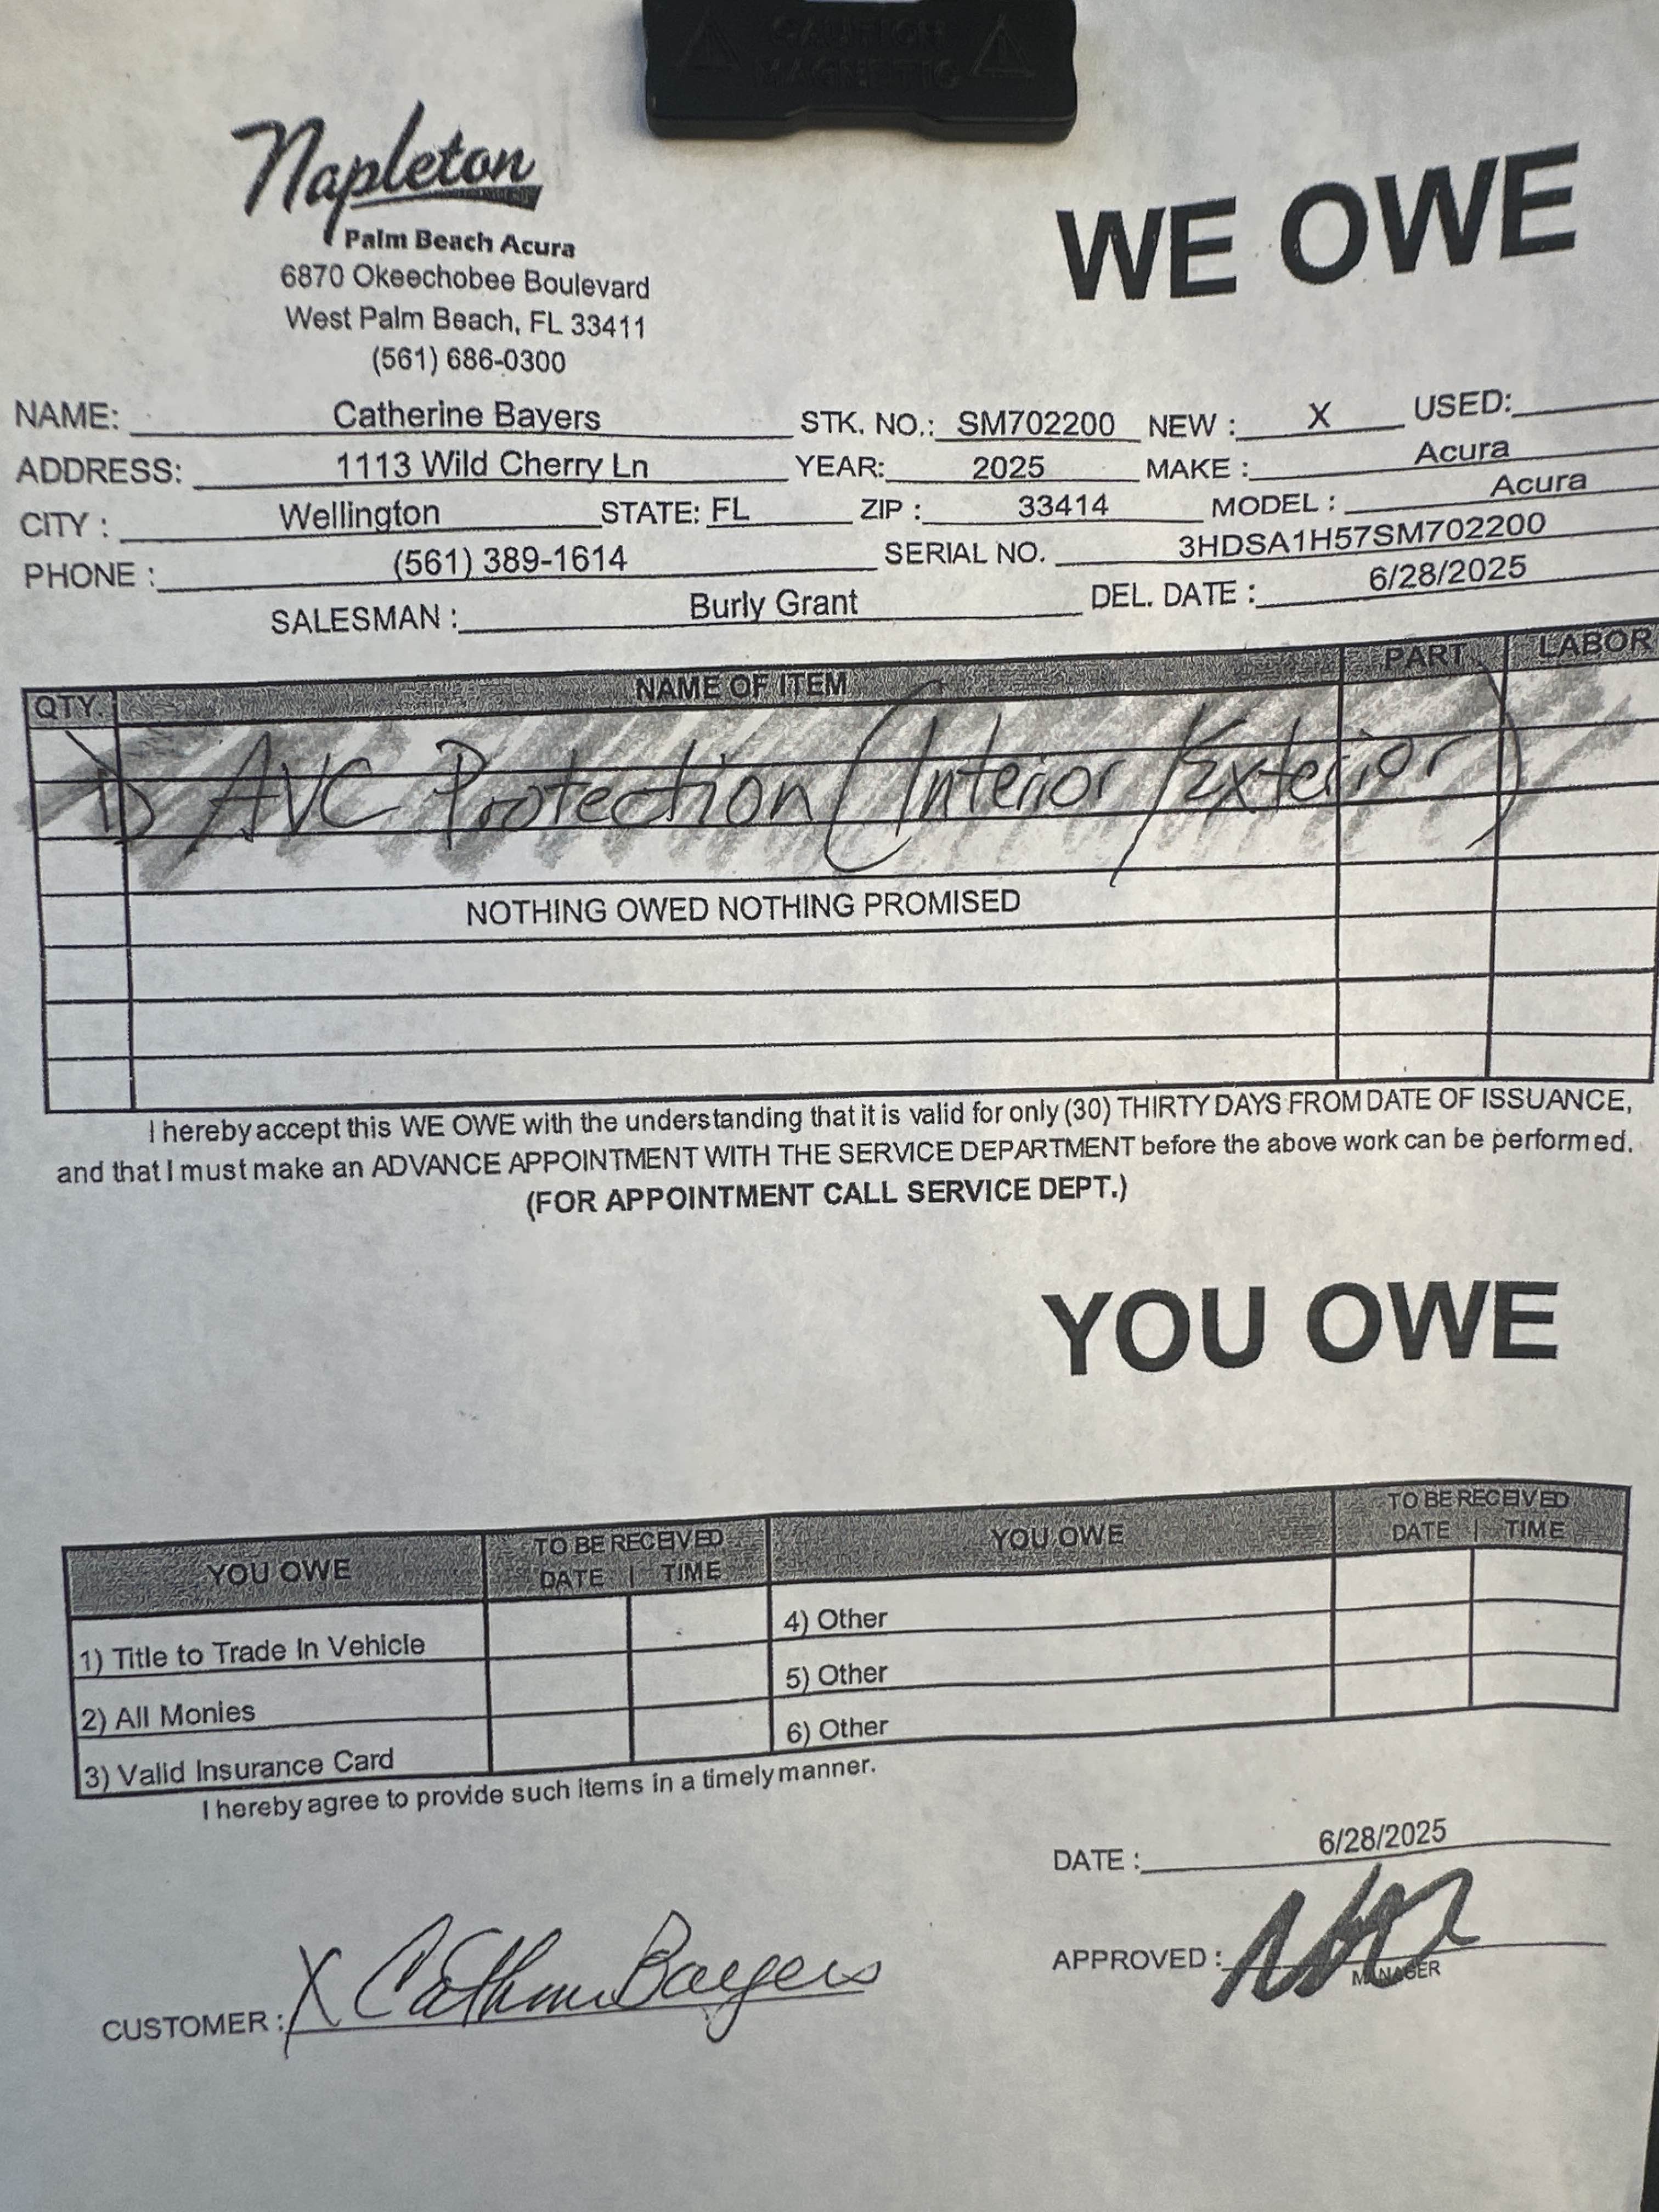 CAUTION:
MAGNETIC
Napleton
Palm Beach Acura
6870 Okeechobee Boulevard
West Palm Beach, FL 33411
(561) 686-0300
WE OWE
NAME: Catherine Bayers STK. NO.: SM702200 NEW : X USED:
ADDRESS: 1113 Wild Cherry Ln YEAR: 2025 MAKE : Acura
CITY : Wellington STATE: FL ZIP : 33414 MODEL : Acura
PHONE : (561) 389-1614 SERIAL NO. 3HDSA1H57SM702200
SALESMAN : Burly Grant DEL. DATE : 6/28/2025
QTY. NAME OF ITEM PART LABOR
1) AVC Protection (Interior/Exterior)
NOTHING OWED NOTHING PROMISED
I hereby accept this WE OWE with the understanding that it is valid for only (30) THIRTY DAYS FROM DATE OF ISSUANCE,
and that I must make an ADVANCE APPOINTMENT WITH THE SERVICE DEPARTMENT before the above work can be performed.
(FOR APPOINTMENT CALL SERVICE DEPT.)
YOU OWE
YOU OWE TO BE RECEIVED DATE | TIME YOU OWE TO BE RECEIVED DATE | TIME
1) Title to Trade In Vehicle 4) Other
2) All Monies 5) Other
3) Valid Insurance Card 6) Other
I hereby agree to provide such items in a timely manner.
DATE : 6/28/2025
CUSTOMER : X Catherine Bayers APPROVED :
MANAGER